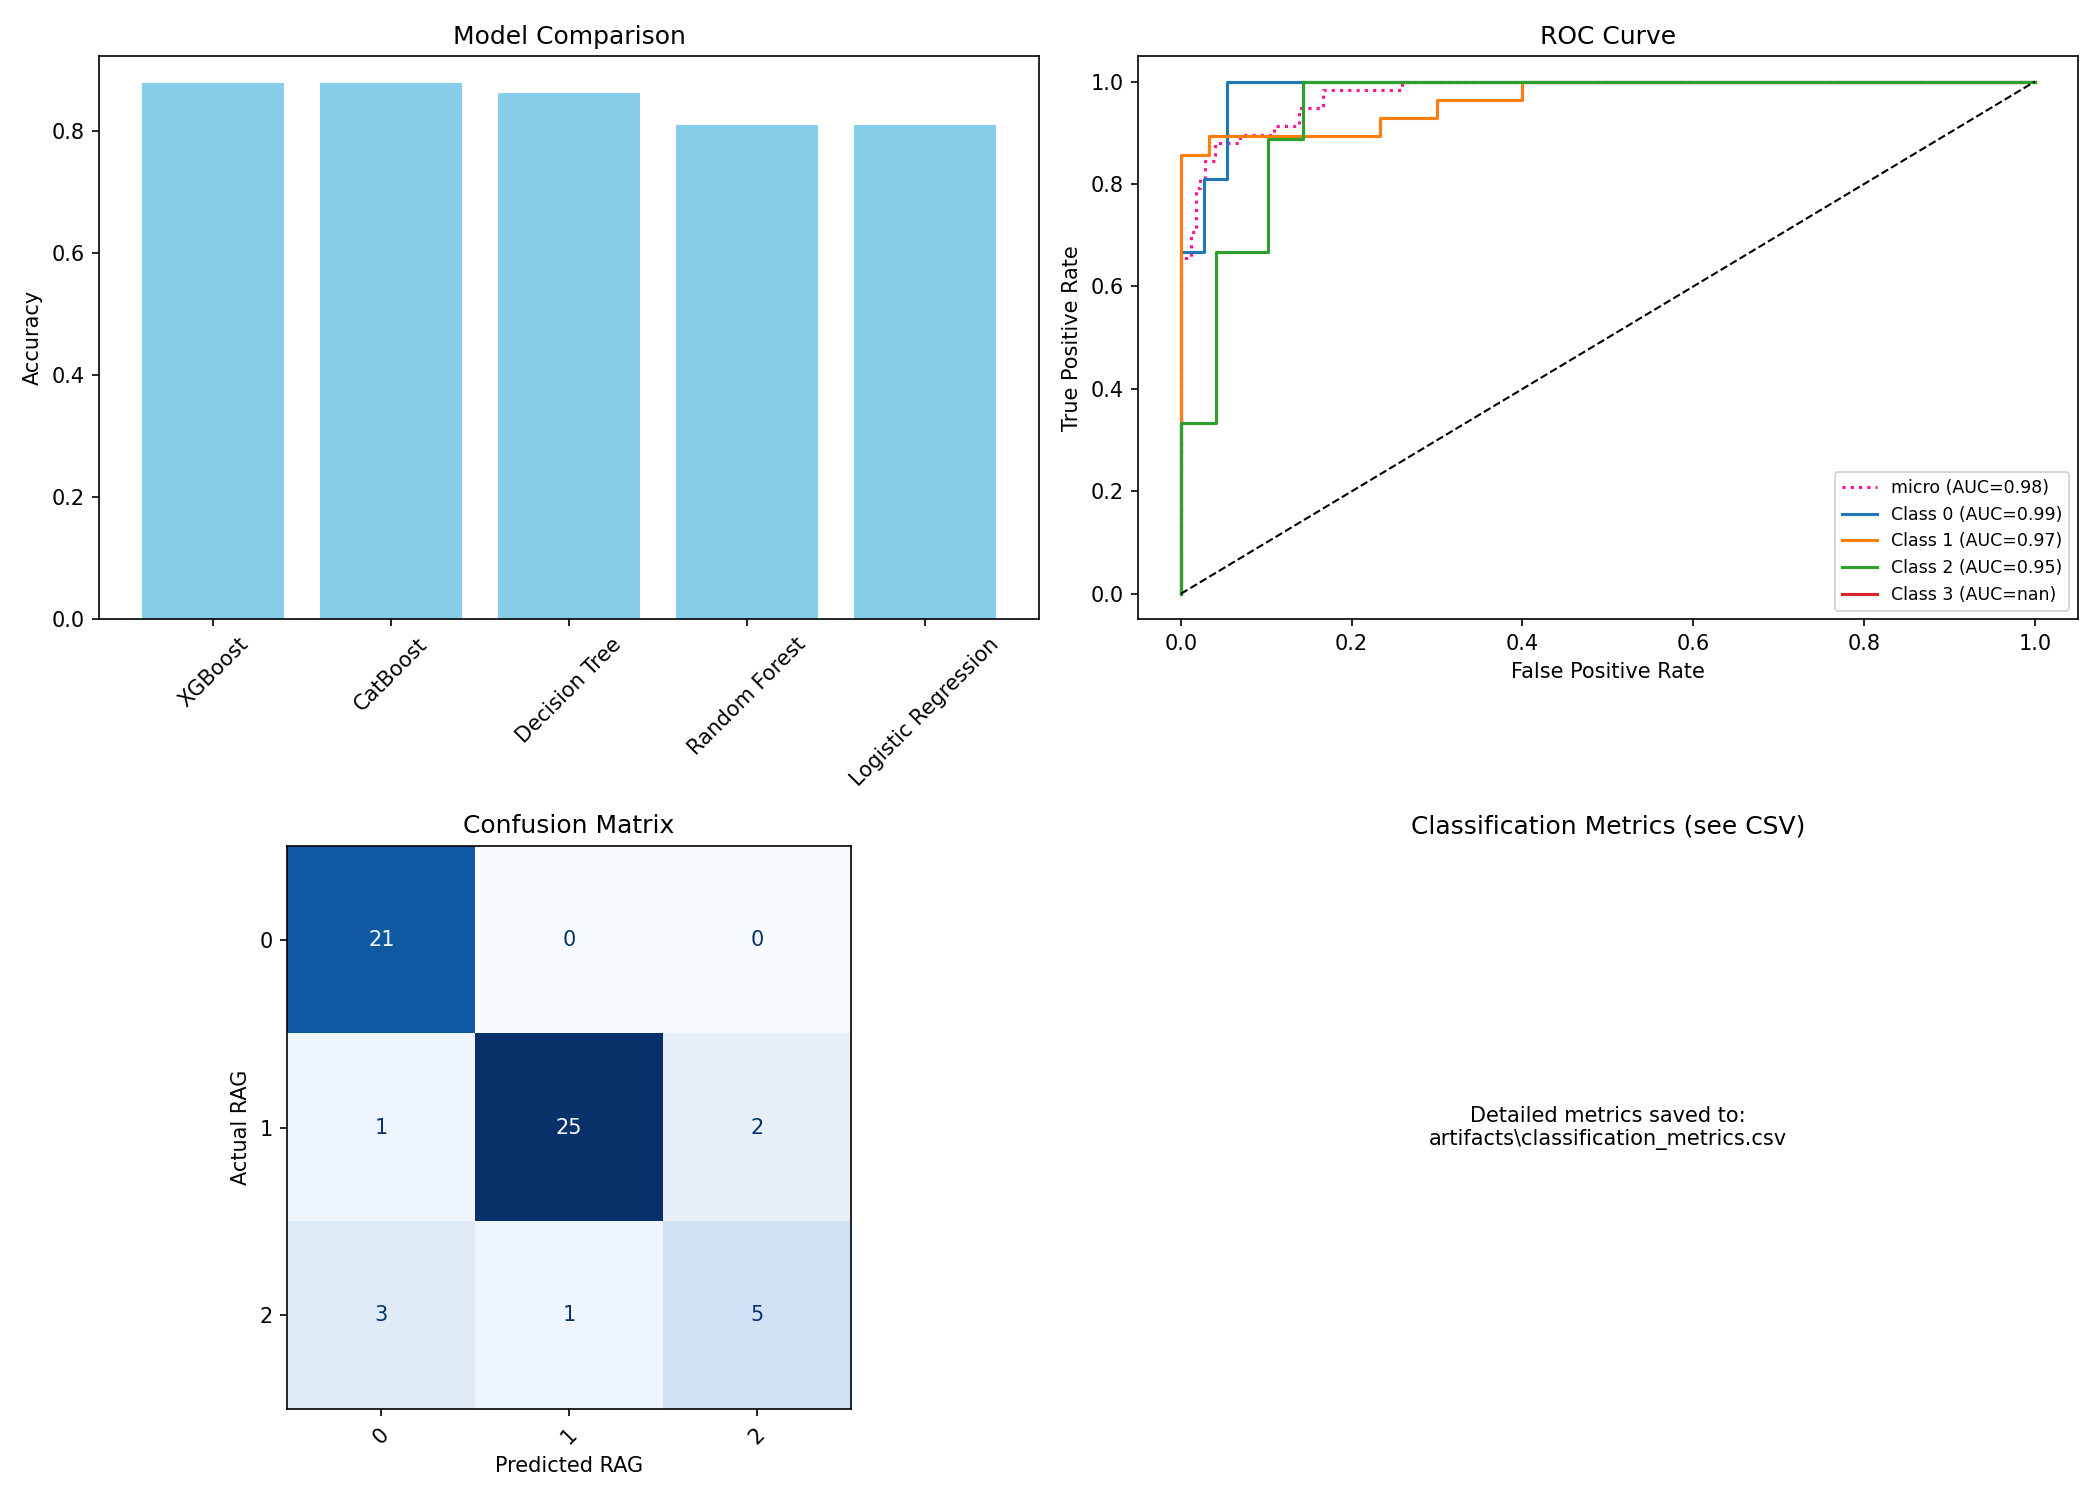 Model Comparison
Accuracy
0.8
0.6
0.4
0.2
0.0
XGBoost
CatBoost
Decision Tree
Random Forest
Logistic Regression
ROC Curve
True Positive Rate
1.0
0.8
0.6
0.4
0.2
0.0
micro (AUC=0.98)
Class 0 (AUC=0.99)
Class 1 (AUC=0.97)
Class 2 (AUC=0.95)
Class 3 (AUC=nan)
0.0 0.2 0.4 0.6 0.8 1.0
False Positive Rate
Confusion Matrix
Actual RAG
0 21 0 0
1 1 25 2
2 3 1 5
0 1 2
Predicted RAG
Classification Metrics (see CSV)
Detailed metrics saved to:
artifacts\classification_metrics.csv